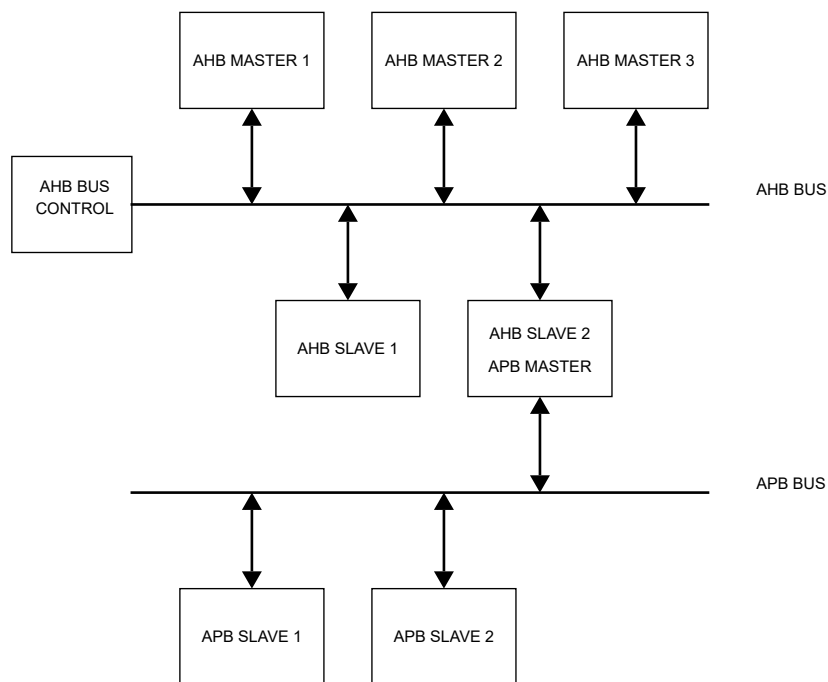 AHB MASTER 1
AHB MASTER 2
AHB MASTER 3
AHB BUS
CONTROL
AHB BUS
AHB SLAVE 1
AHB SLAVE 2
APB MASTER
APB BUS
APB SLAVE 1
APB SLAVE 2